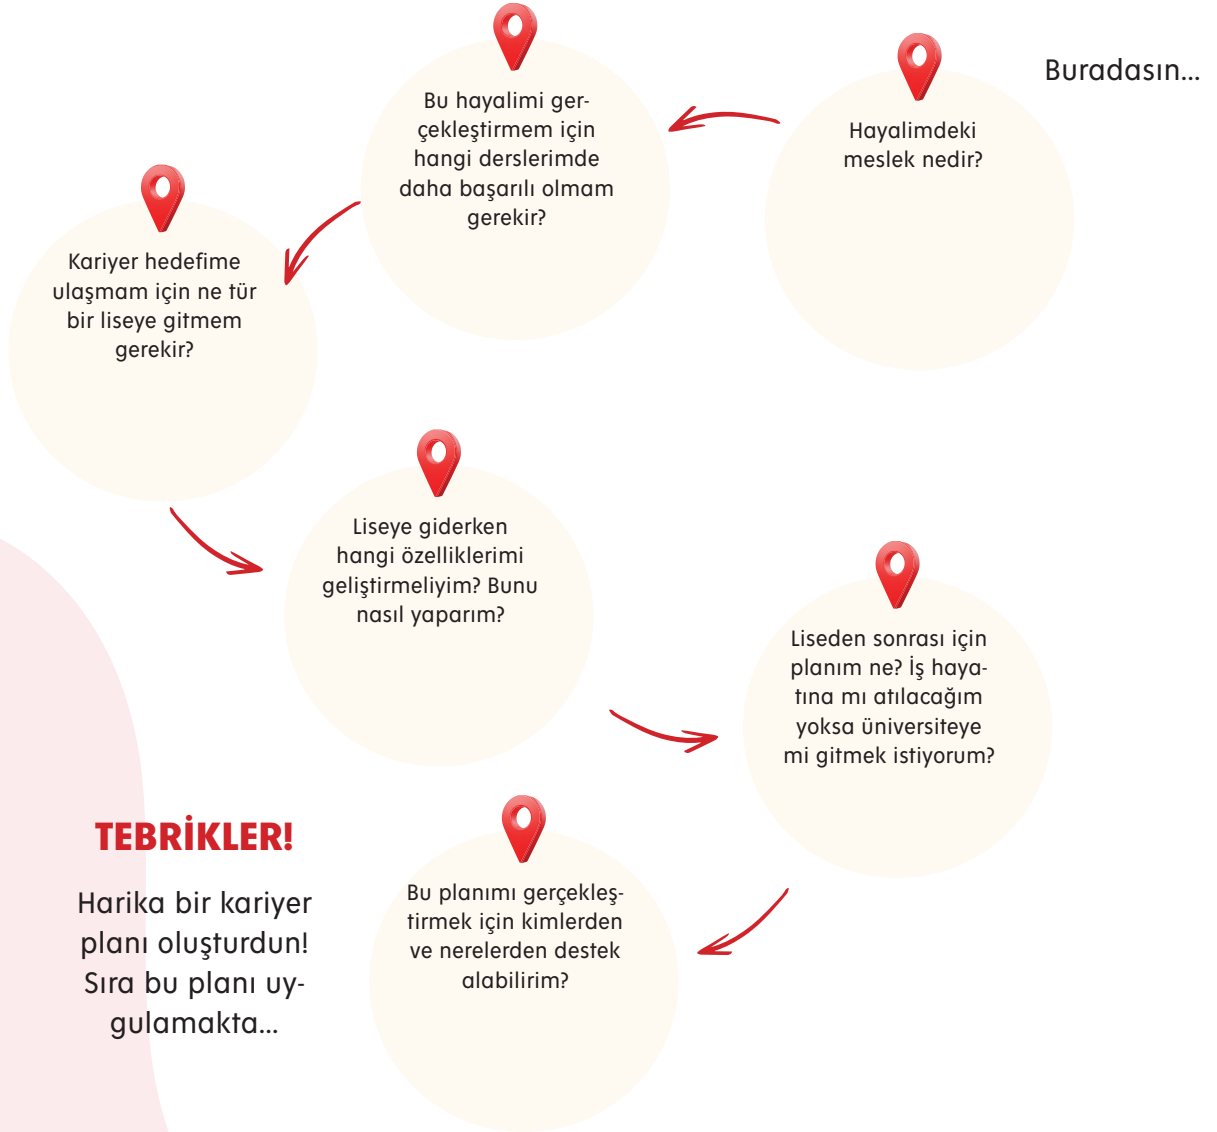 Buradasın...
Hayalimdeki
meslek nedir?
Bu hayalimi ger-
çekleştirmem için
hangi derslerimde
daha başarılı olmam
gerekir?
Kariyer hedefime
ulaşmam için ne tür
bir liseye gitmem
gerekir?
Liseye giderken
hangi özelliklerimi
geliştirmeliyim? Bunu
nasıl yaparım?
Liseden sonrası için
planım ne? İş haya-
tına mı atılacağım
yoksa üniversiteye
mi gitmek istiyorum?
Bu planımı gerçekleş-
tirmek için kimlerden
ve nerelerden destek
alabilirim?
TEBRİKLER!
Harika bir kariyer
planı oluşturdun!
Sıra bu planı uy-
gulamakta...